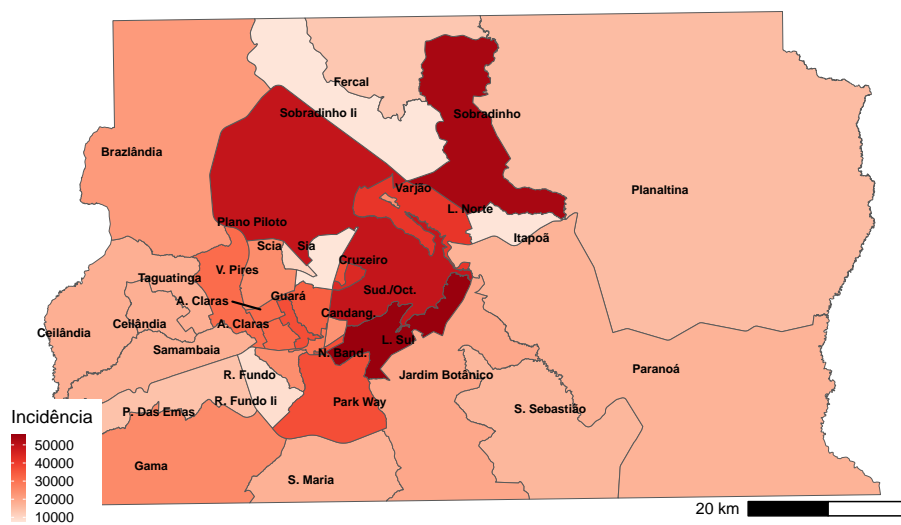 Fercal
Sobradinho Ii
Sobradinho
Brazlândia
Varjão
Planaltina
L. Norte
Plano Piloto
Itapoã
Scia
Sia
Cruzeiro
V. Pires
Taguatinga
Sud./Oct.
Guará
A. Claras
Candang.
A. Claras
Ceilândia
Ceilândia
L. Sul
Samambaia
N. Band.
Paranoá
R. Fundo
Jardim Botânico
R. Fundo Ii
Park Way
S. Sebastião
P. Das Emas
Incidência
50000
40000
30000
20000
10000
Gama
S. Maria
20 km